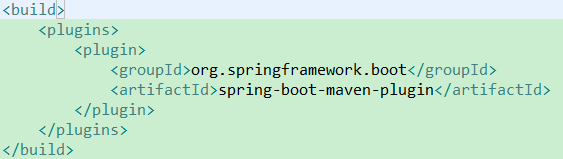 <build>
<plugins>
<plugin>
<groupId>org.springframework.boot</groupId>
<artifactId>spring-boot-maven-plugin</artifactId>
</plugin>
</plugins>
</build>